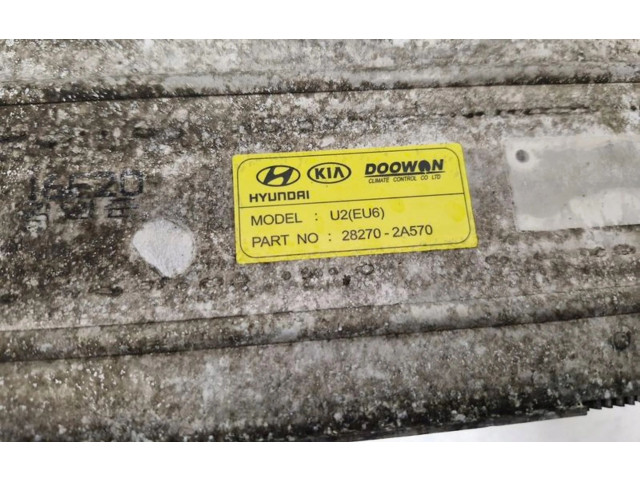 HYUNDAI KIA DOOWON
CLIMATE CONTROL CO LTD
MODEL : U2(EU6)
PART NO : 28270-2A570